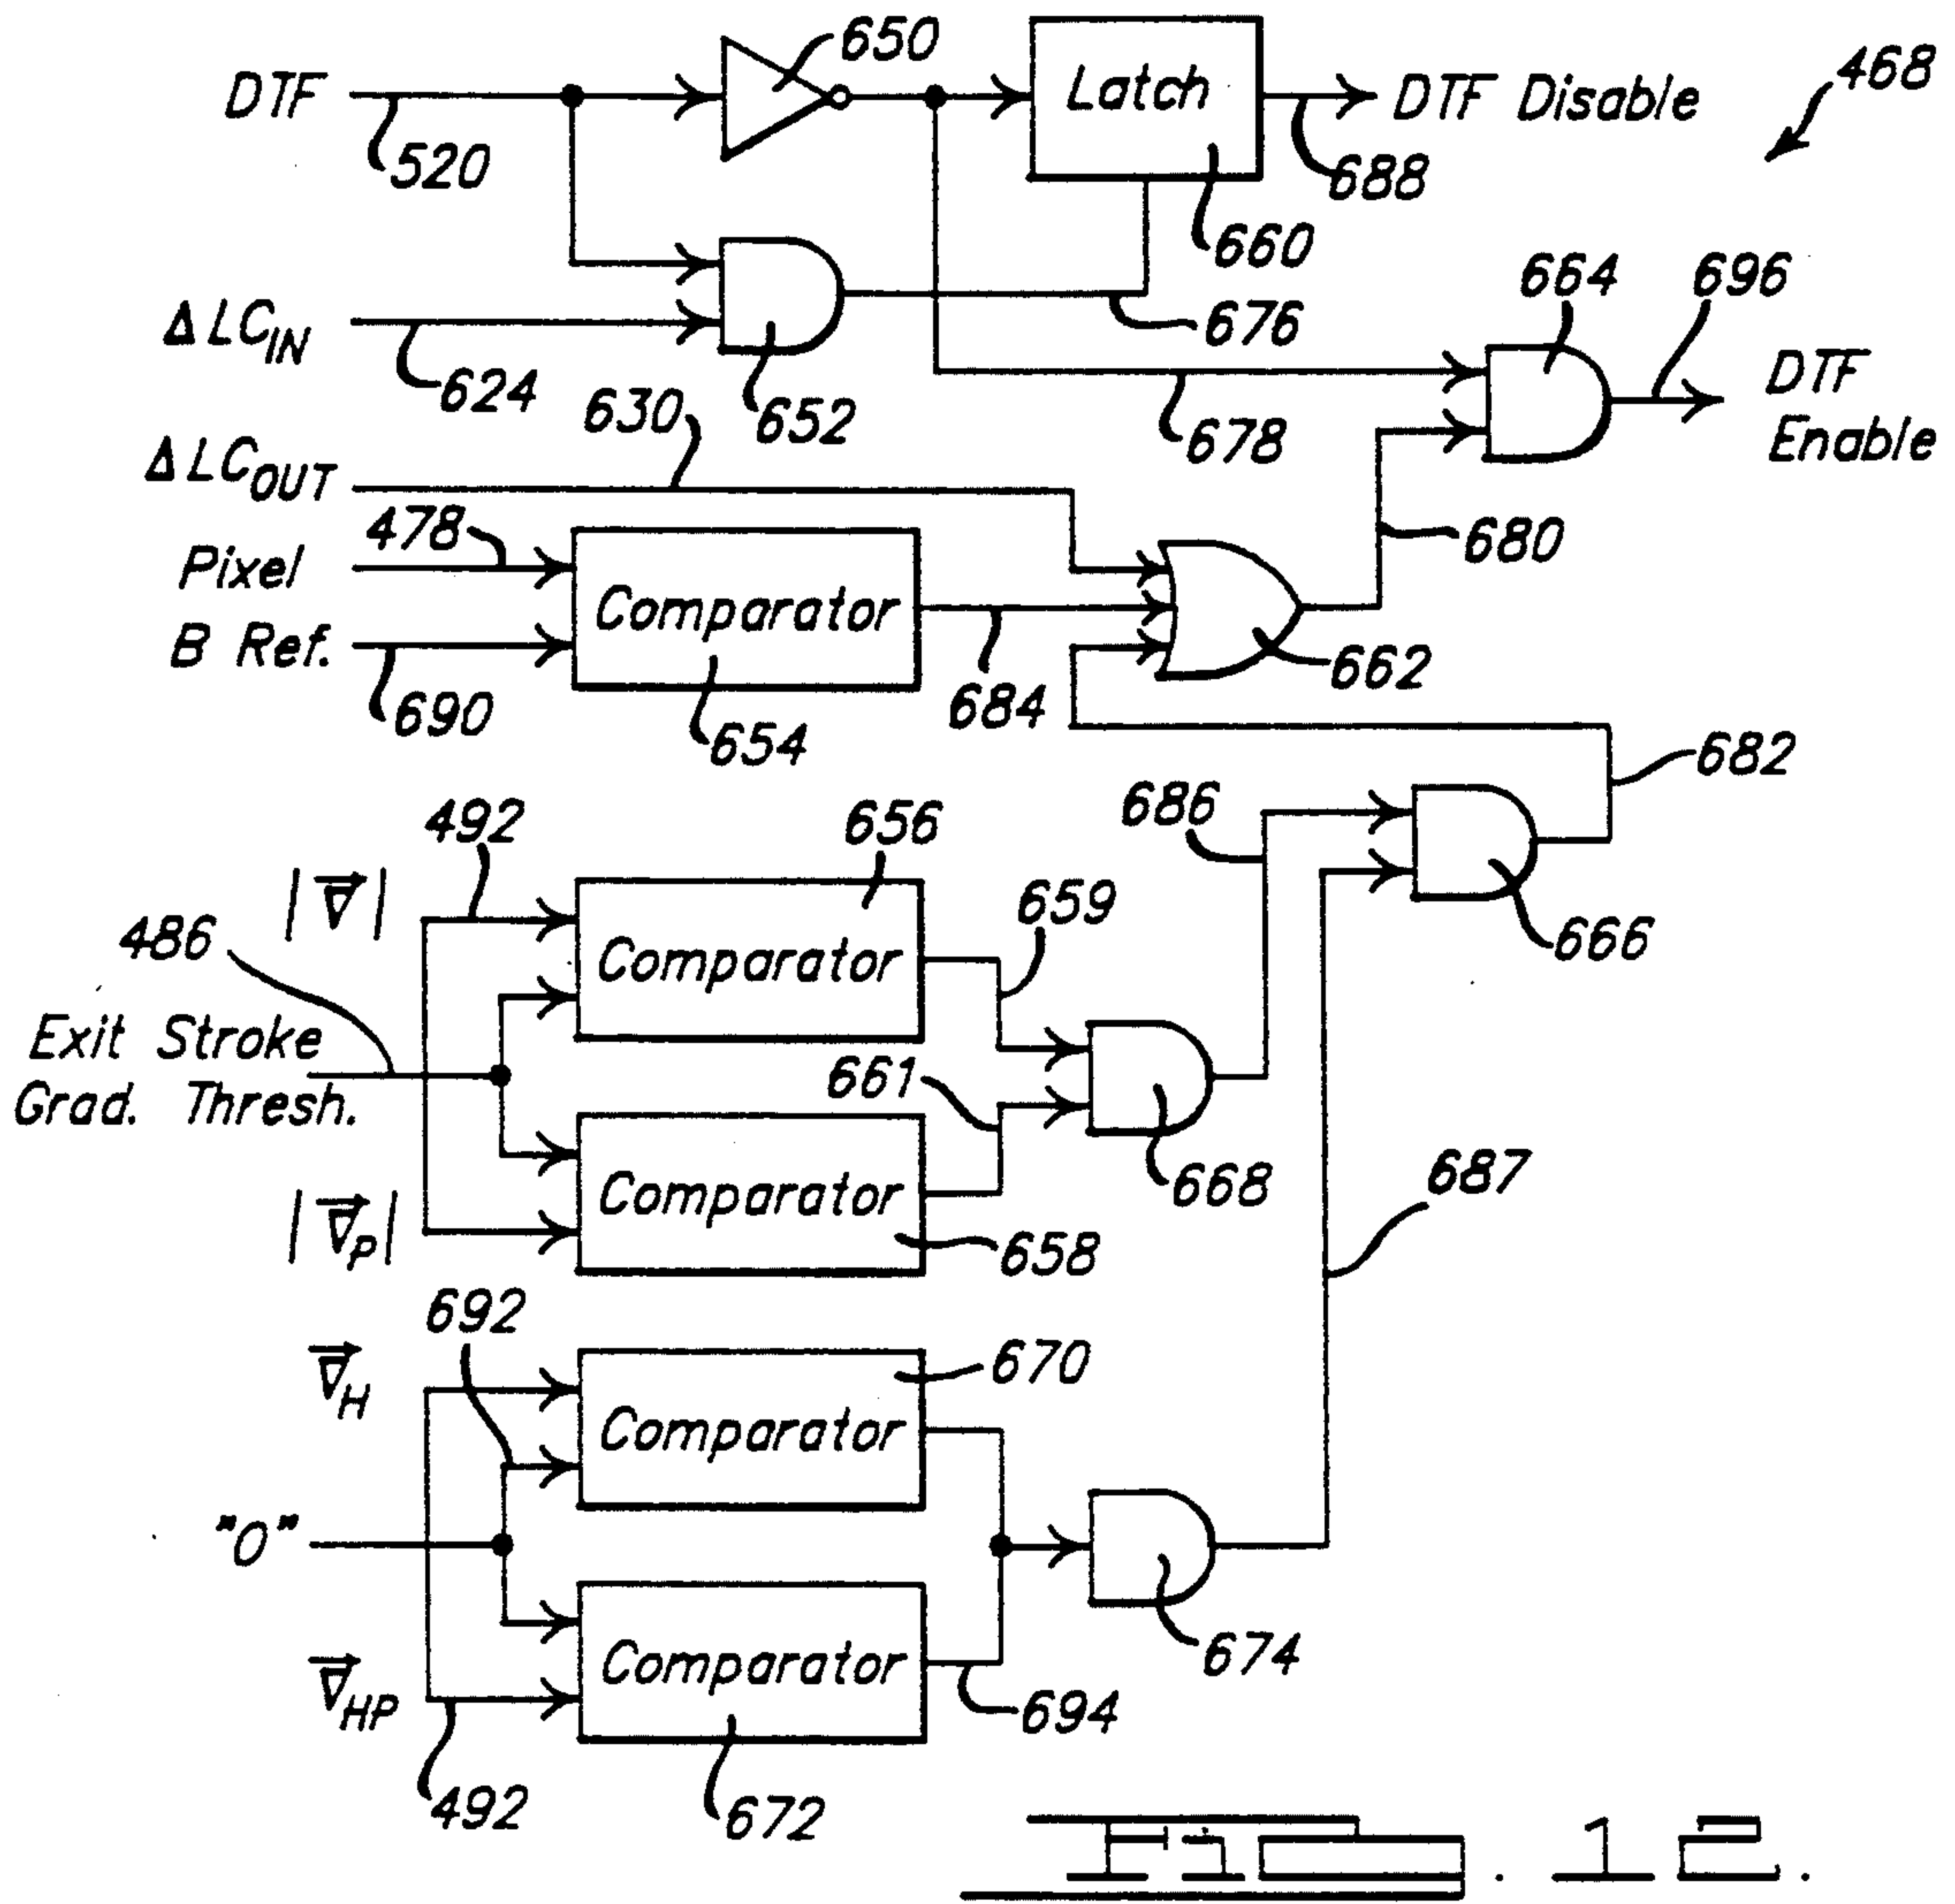 650
468
DTF
Latch
DTF Disable
520
688
660
664
696
Δ LC_IN
676
DTF
Enable
624
652
630
678
Δ LC_OUT
478
680
Pixel
Comparator
B Ref.
662
690
684
654
682
686
492
656
|∇⃗|
659
486
Comparator
666
Exit Stroke
Grad. Thresh.
661
668
687
Comparator
|∇⃗_P|
658
692
∇⃗_H
670
Comparator
"0"
674
Comparator
∇⃗_HP
694
492
672
Fig. 12.